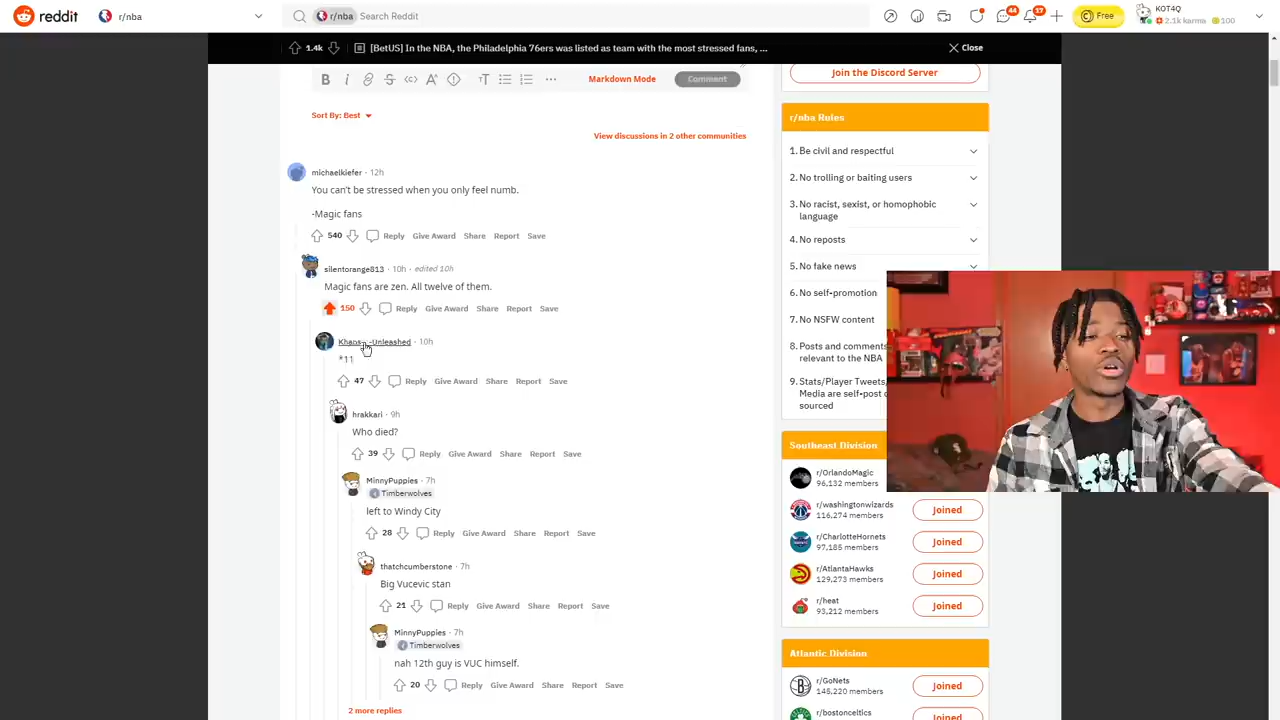 reddit
r/nba
r/nba Search Reddit
44
17
Free
KOT4Q
2.1k karma 100
1.4k [BetUS] In the NBA, the Philadelphia 76ers was listed as team with the most stressed fans, ...
Close
B i
Markdown Mode
Comment
Join the Discord Server
Sort By: Best
View discussions in 2 other communities
michaelkiefer · 12h
You can't be stressed when you only feel numb.
-Magic fans
540 Reply Give Award Share Report Save
silentorange813 · 10h · edited 10h
Magic fans are zen. All twelve of them.
150 Reply Give Award Share Report Save
-Unleashed · 10h
*11
47 Reply Give Award Share Report Save
hrakkari · 9h
Who died?
39 Reply Give Award Share Report Save
MinnyPuppies · 7h
Timberwolves
left to Windy City
28 Reply Give Award Share Report Save
thatchcumberstone · 7h
Big Vucevic stan
21 Reply Give Award Share Report Save
MinnyPuppies · 7h
Timberwolves
nah 12th guy is VUC himself.
20 Reply Give Award Share Report Save
2 more replies
r/nba Rules
1. Be civil and respectful
2. No trolling or baiting users
3. No racist, sexist, or homophobic
language
4. No reposts
5. No fake news
6. No self-promotion
7. No NSFW content
8. Posts and comments
relevant to the NBA
9. Stats/Player Tweets,
Media are self-post
sourced
Southeast Division
r/OrlandoMagic
96,132 members
r/washingtonwizards
116,274 members
Joined
r/CharlotteHornets
97,185 members
Joined
r/AtlantaHawks
129,273 members
Joined
r/heat
93,212 members
Joined
Atlantic Division
r/GoNets
145,220 members
Joined
r/bostonceltics
Joined